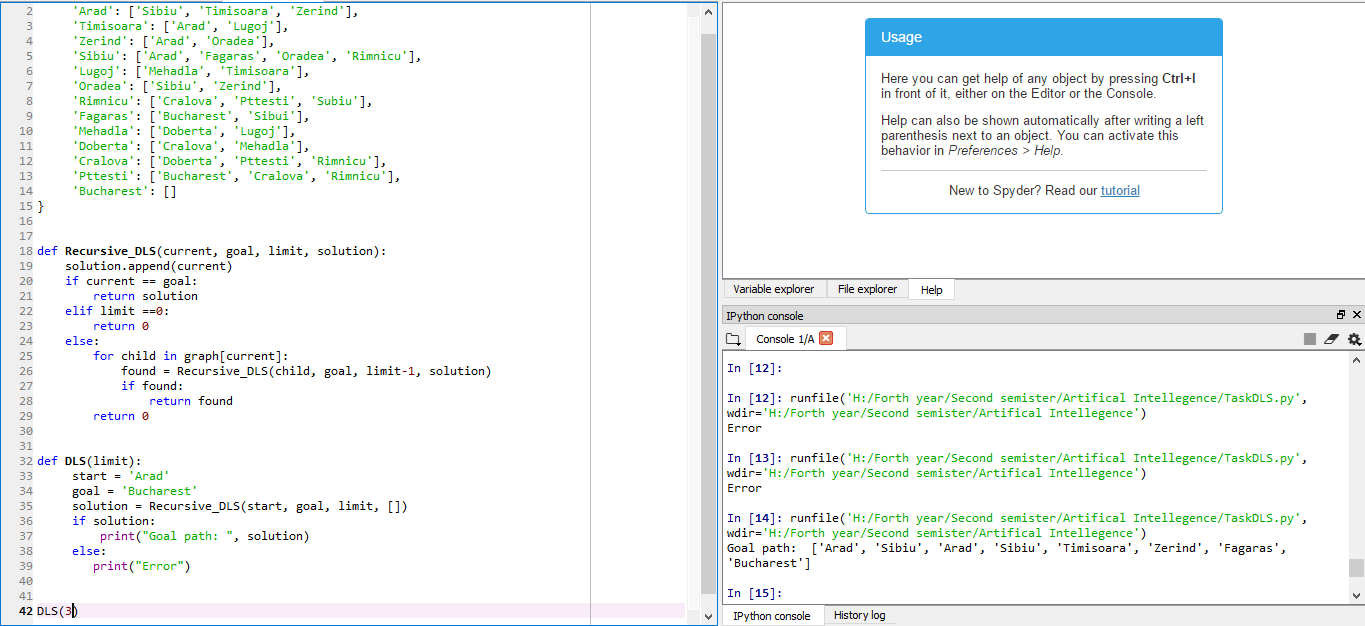 2 'Arad': ['Sibiu', 'Timisoara', 'Zerind'],
3 'Timisoara': ['Arad', 'Lugoj'],
4 'Zerind': ['Arad', 'Oradea'],
5 'Sibiu': ['Arad', 'Fagaras', 'Oradea', 'Rimnicu'],
6 'Lugoj': ['Mehadla', 'Timisoara'],
7 'Oradea': ['Sibiu', 'Zerind'],
8 'Rimnicu': ['Cralova', 'Pttesti', 'Subiu'],
9 'Fagaras': ['Bucharest', 'Sibui'],
10 'Mehadla': ['Doberta', 'Lugoj'],
11 'Doberta': ['Cralova', 'Mehadla'],
12 'Cralova': ['Doberta', 'Pttesti', 'Rimnicu'],
13 'Pttesti': ['Bucharest', 'Cralova', 'Rimnicu'],
14 'Bucharest': []
15 }
16
17
18 def Recursive_DLS(current, goal, limit, solution):
19 solution.append(current)
20 if current == goal:
21 return solution
22 elif limit ==0:
23 return 0
24 else:
25 for child in graph[current]:
26 found = Recursive_DLS(child, goal, limit-1, solution)
27 if found:
28 return found
29 return 0
30
31
32 def DLS(limit):
33 start = 'Arad'
34 goal = 'Bucharest'
35 solution = Recursive_DLS(start, goal, limit, [])
36 if solution:
37 print("Goal path: ", solution)
38 else:
39 print("Error")
40
41
42 DLS(3)
Usage
Here you can get help of any object by pressing Ctrl+I
in front of it, either on the Editor or the Console.
Help can also be shown automatically after writing a left
parenthesis next to an object. You can activate this
behavior in Preferences > Help.
New to Spyder? Read our tutorial
Variable explorer File explorer Help
IPython console
Console 1/A
In [12]:
In [12]: runfile('H:/Forth year/Second semister/Artifical Intellegence/TaskDLS.py',
wdir='H:/Forth year/Second semister/Artifical Intellegence')
Error
In [13]: runfile('H:/Forth year/Second semister/Artifical Intellegence/TaskDLS.py',
wdir='H:/Forth year/Second semister/Artifical Intellegence')
Error
In [14]: runfile('H:/Forth year/Second semister/Artifical Intellegence/TaskDLS.py',
wdir='H:/Forth year/Second semister/Artifical Intellegence')
Goal path:  ['Arad', 'Sibiu', 'Arad', 'Sibiu', 'Timisoara', 'Zerind', 'Fagaras',
'Bucharest']
In [15]:
IPython console History log